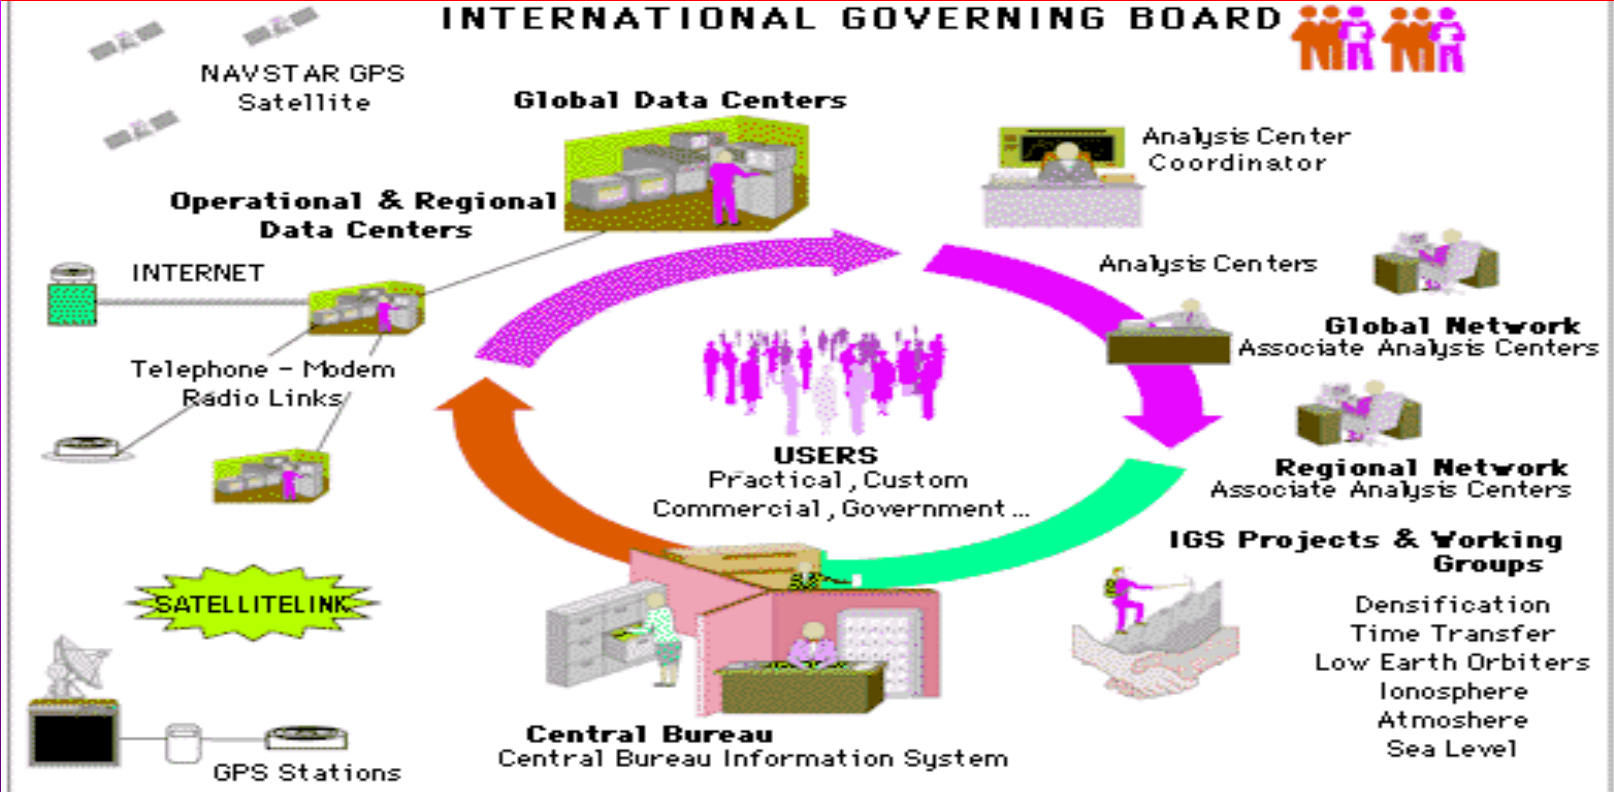 INTERNATIONAL GOVERNING BOARD
NAVSTAR GPS
Satellite
Global Data Centers
Analysis Center
Coordinator
Operational & Regional
Data Centers
INTERNET
Analysis Centers
Global Network
Associate Analysis Centers
Telephone - Modem
Radio Links
USERS
Practical, Custom
Commercial, Government ...
Regional Network
Associate Analysis Centers
IGS Projects & Working
Groups
Densification
Time Transfer
Low Earth Orbiters
Ionosphere
Atmoshere
Sea Level
SATELLITELINK
GPS Stations
Central Bureau
Central Bureau Information System